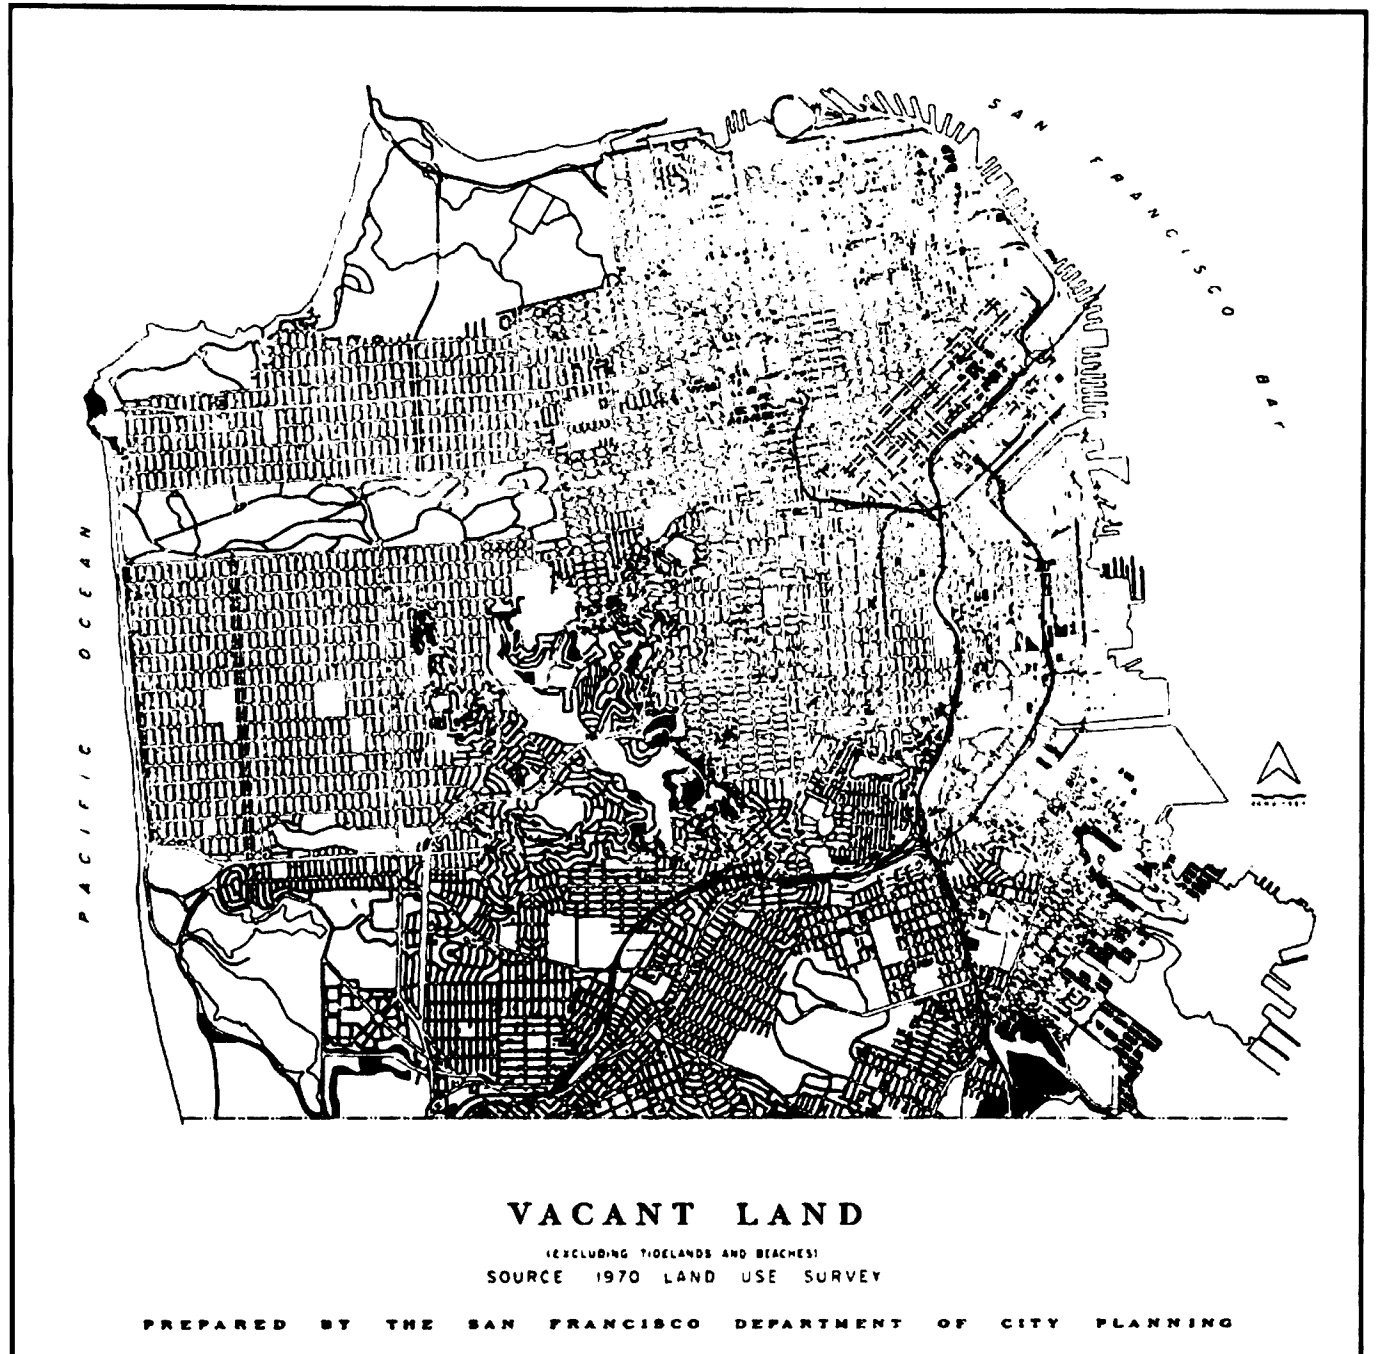 SAN FRANCISCO BAY
PACIFIC OCEAN
VACANT LAND
(EXCLUDING TIDELANDS AND BEACHES)
SOURCE 1970 LAND USE SURVEY
PREPARED BY THE SAN FRANCISCO DEPARTMENT OF CITY PLANNING